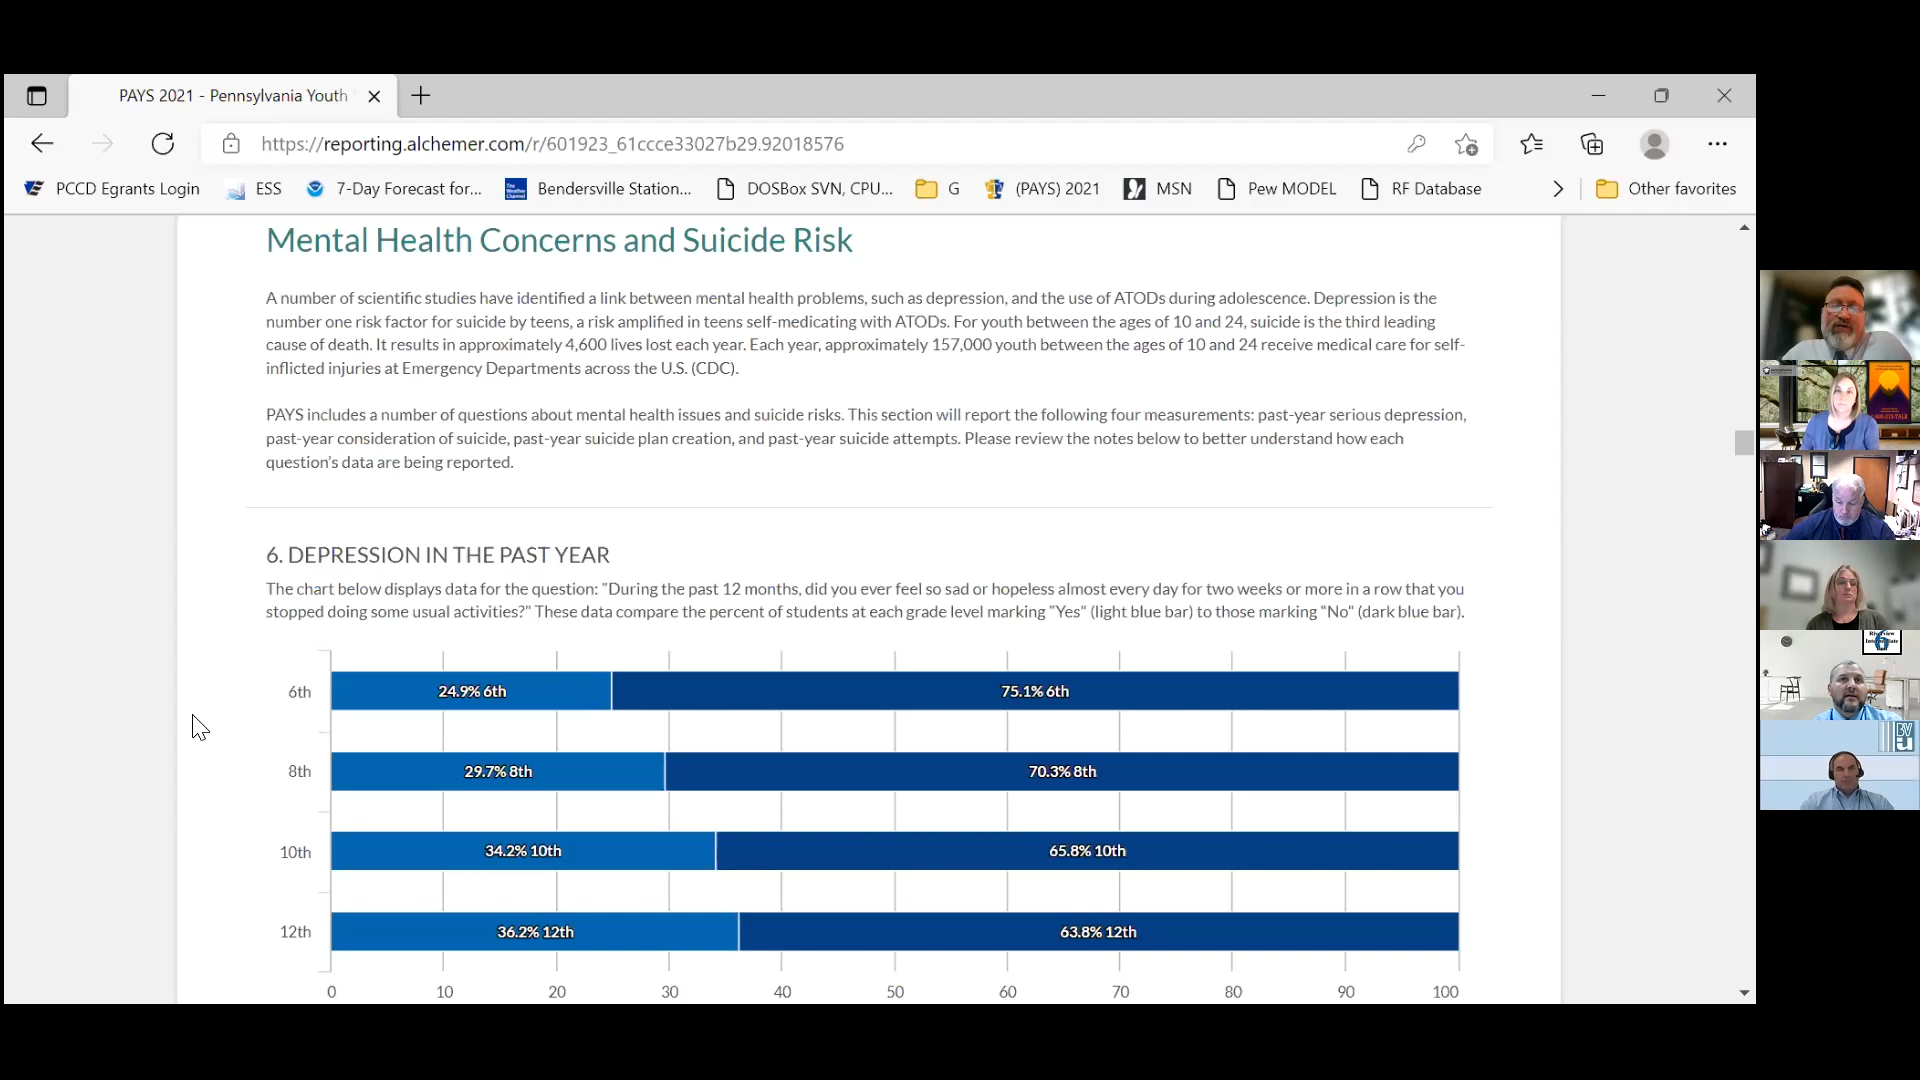 PAYS 2021 - Pennsylvania Youth
https://reporting.alchemer.com/r/601923_61ccce33027b29.92018576
PCCD Egrants Login ESS 7-Day Forecast for... Bendersville Station... DOSBox SVN, CPU... G (PAYS) 2021 MSN Pew MODEL RF Database Other favorites
Mental Health Concerns and Suicide Risk
A number of scientific studies have identified a link between mental health problems, such as depression, and the use of ATODs during adolescence. Depression is the
number one risk factor for suicide by teens, a risk amplified in teens self-medicating with ATODs. For youth between the ages of 10 and 24, suicide is the third leading
cause of death. It results in approximately 4,600 lives lost each year. Each year, approximately 157,000 youth between the ages of 10 and 24 receive medical care for self-
inflicted injuries at Emergency Departments across the U.S. (CDC).
PAYS includes a number of questions about mental health issues and suicide risks. This section will report the following four measurements: past-year serious depression,
past-year consideration of suicide, past-year suicide plan creation, and past-year suicide attempts. Please review the notes below to better understand how each
question's data are being reported.
6. DEPRESSION IN THE PAST YEAR
The chart below displays data for the question: "During the past 12 months, did you ever feel so sad or hopeless almost every day for two weeks or more in a row that you
stopped doing some usual activities?" These data compare the percent of students at each grade level marking "Yes" (light blue bar) to those marking "No" (dark blue bar).
6th 24.9% 6th 75.1% 6th
8th 29.7% 8th 70.3% 8th
10th 34.2% 10th 65.8% 10th
12th 36.2% 12th 63.8% 12th
0 10 20 30 40 50 60 70 80 90 100
Riverview
Intermediate
6
BV
U